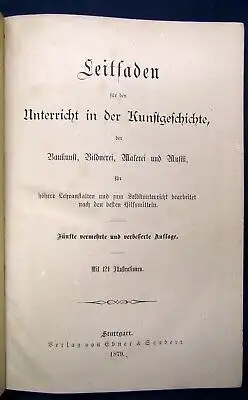 Leitfaden
für den
Unterricht in der Kunstgeschichte,
der
Baukunst, Bildnerei, Malerei und Musik,
für
höhere Lehranstalten und zum Selbstunterricht bearbeitet
nach den besten Hilfsmitteln.
Fünfte vermehrte und verbesserte Auflage.
Mit 121 Illustrationen.
Stuttgart.
Verlag von Ebner & Seubert
1879.